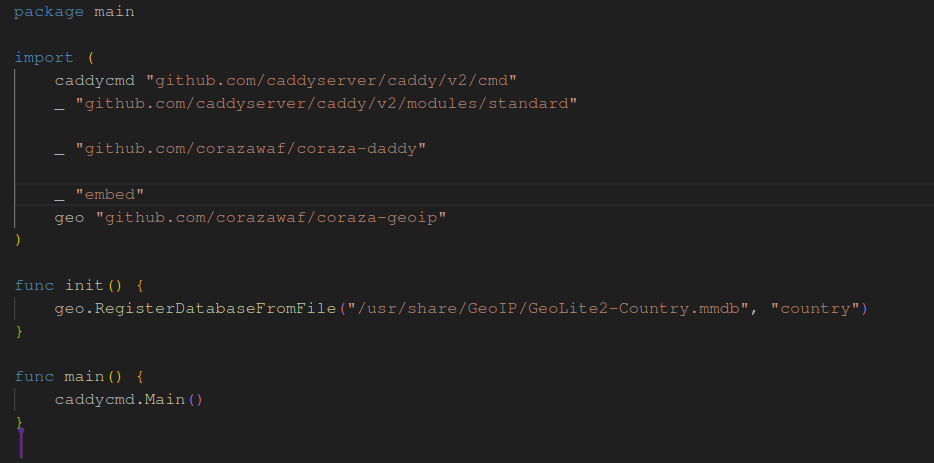 package main
import (
caddycmd "github.com/caddyserver/caddy/v2/cmd"
_ "github.com/caddyserver/caddy/v2/modules/standard"
_ "github.com/corazawaf/coraza-daddy"
_ "embed"
geo "github.com/corazawaf/coraza-geoip"
)
func init() {
geo.RegisterDatabaseFromFile("/usr/share/GeoIP/GeoLite2-Country.mmdb", "country")
}
func main() {
caddycmd.Main()
}